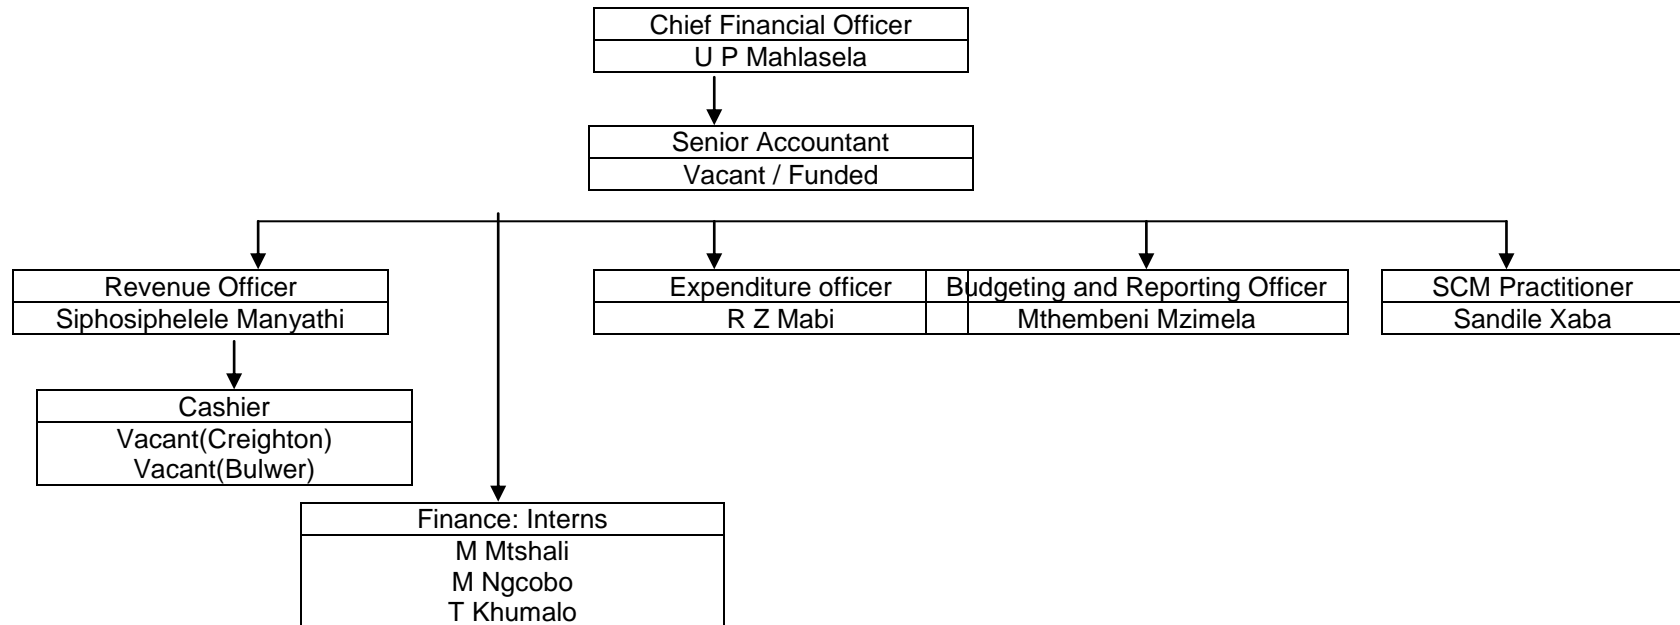 Chief Financial Officer
U P Mahlasela
Senior Accountant
Vacant / Funded
Revenue Officer
Siphosiphelele Manyathi
Expenditure officer
R Z Mabi
Budgeting and Reporting Officer
Mthembeni Mzimela
SCM Practitioner
Sandile Xaba
Cashier
Vacant(Creighton)
Vacant(Bulwer)
Finance: Interns
M Mtshali
M Ngcobo
T Khumalo